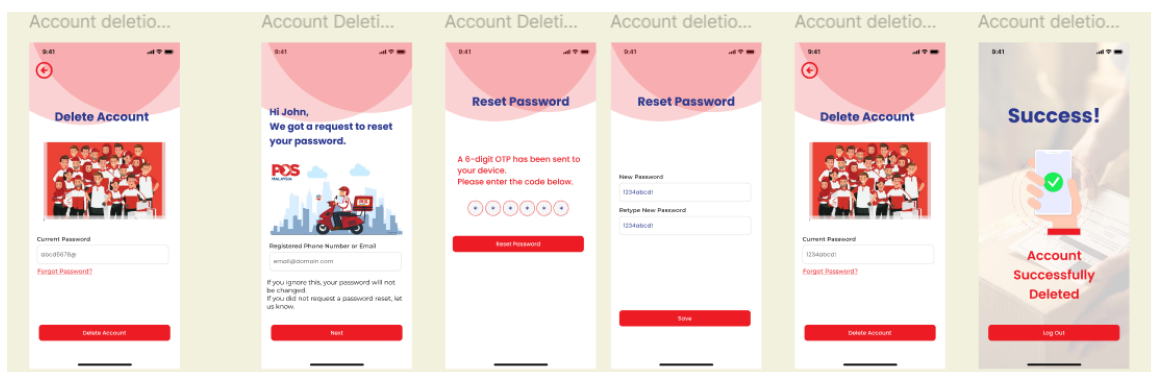 Account deletio...
9:41
Delete Account
Current Password
abcd5678@
Forgot Password?
Delete Account
Account Deleti...
9:41
Hi John,
We got a request to reset
your password.
POS
MALAYSIA
POS
Registered Phone Number or Email
email@domain.com
If you ignore this, your password will not
be changed.
If you did not request a password reset, let
us know.
Next
Account Deleti...
9:41
Reset Password
A 6-digit OTP has been sent to
your device.
Please enter the code below.
* * * * * *
Reset Password
Account deletio...
9:41
Reset Password
New Password
1234abcd!
Retype New Password
1234abcd!
Save
Account deletio...
9:41
Delete Account
Current Password
1234abcd!
Forgot Password?
Delete Account
Account deletio...
9:41
Success!
Account
Successfully
Deleted
Log Out